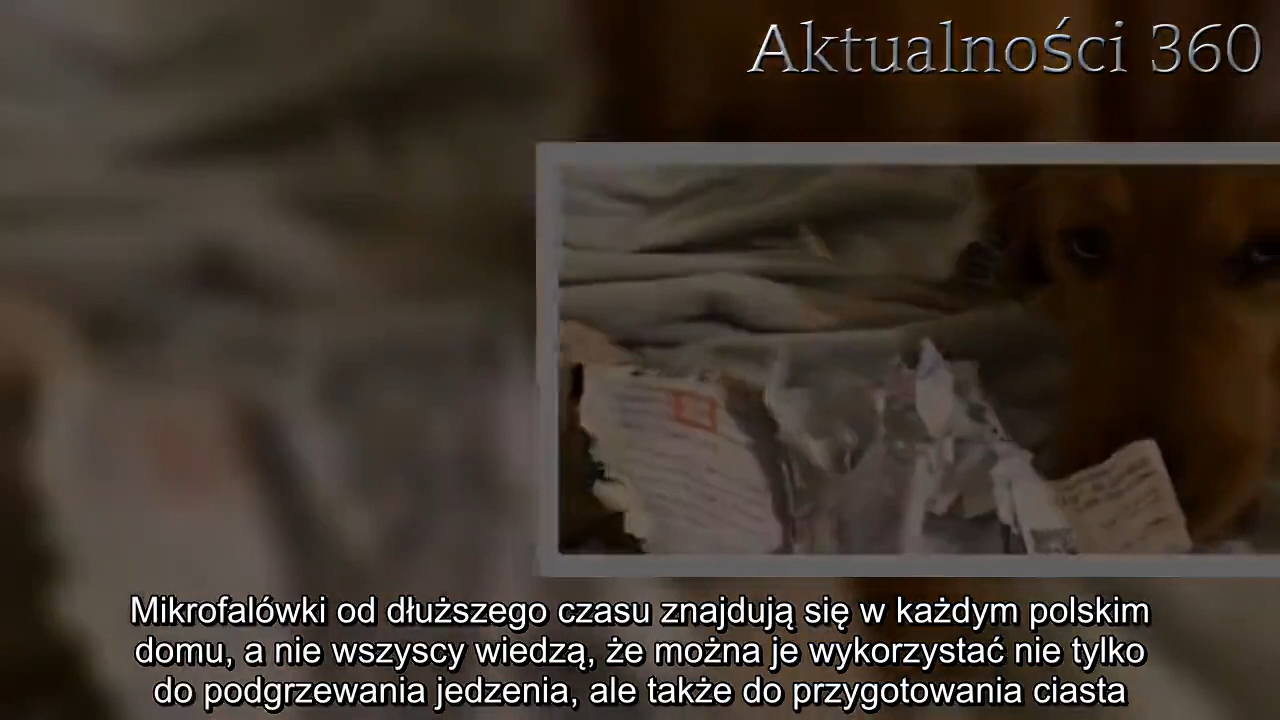 Aktualności 360
Mikrofalówki od dłuższego czasu znajdują się w każdym polskim
domu, a nie wszyscy wiedzą, że można je wykorzystać nie tylko
do podgrzewania jedzenia, ale także do przygotowania ciasta